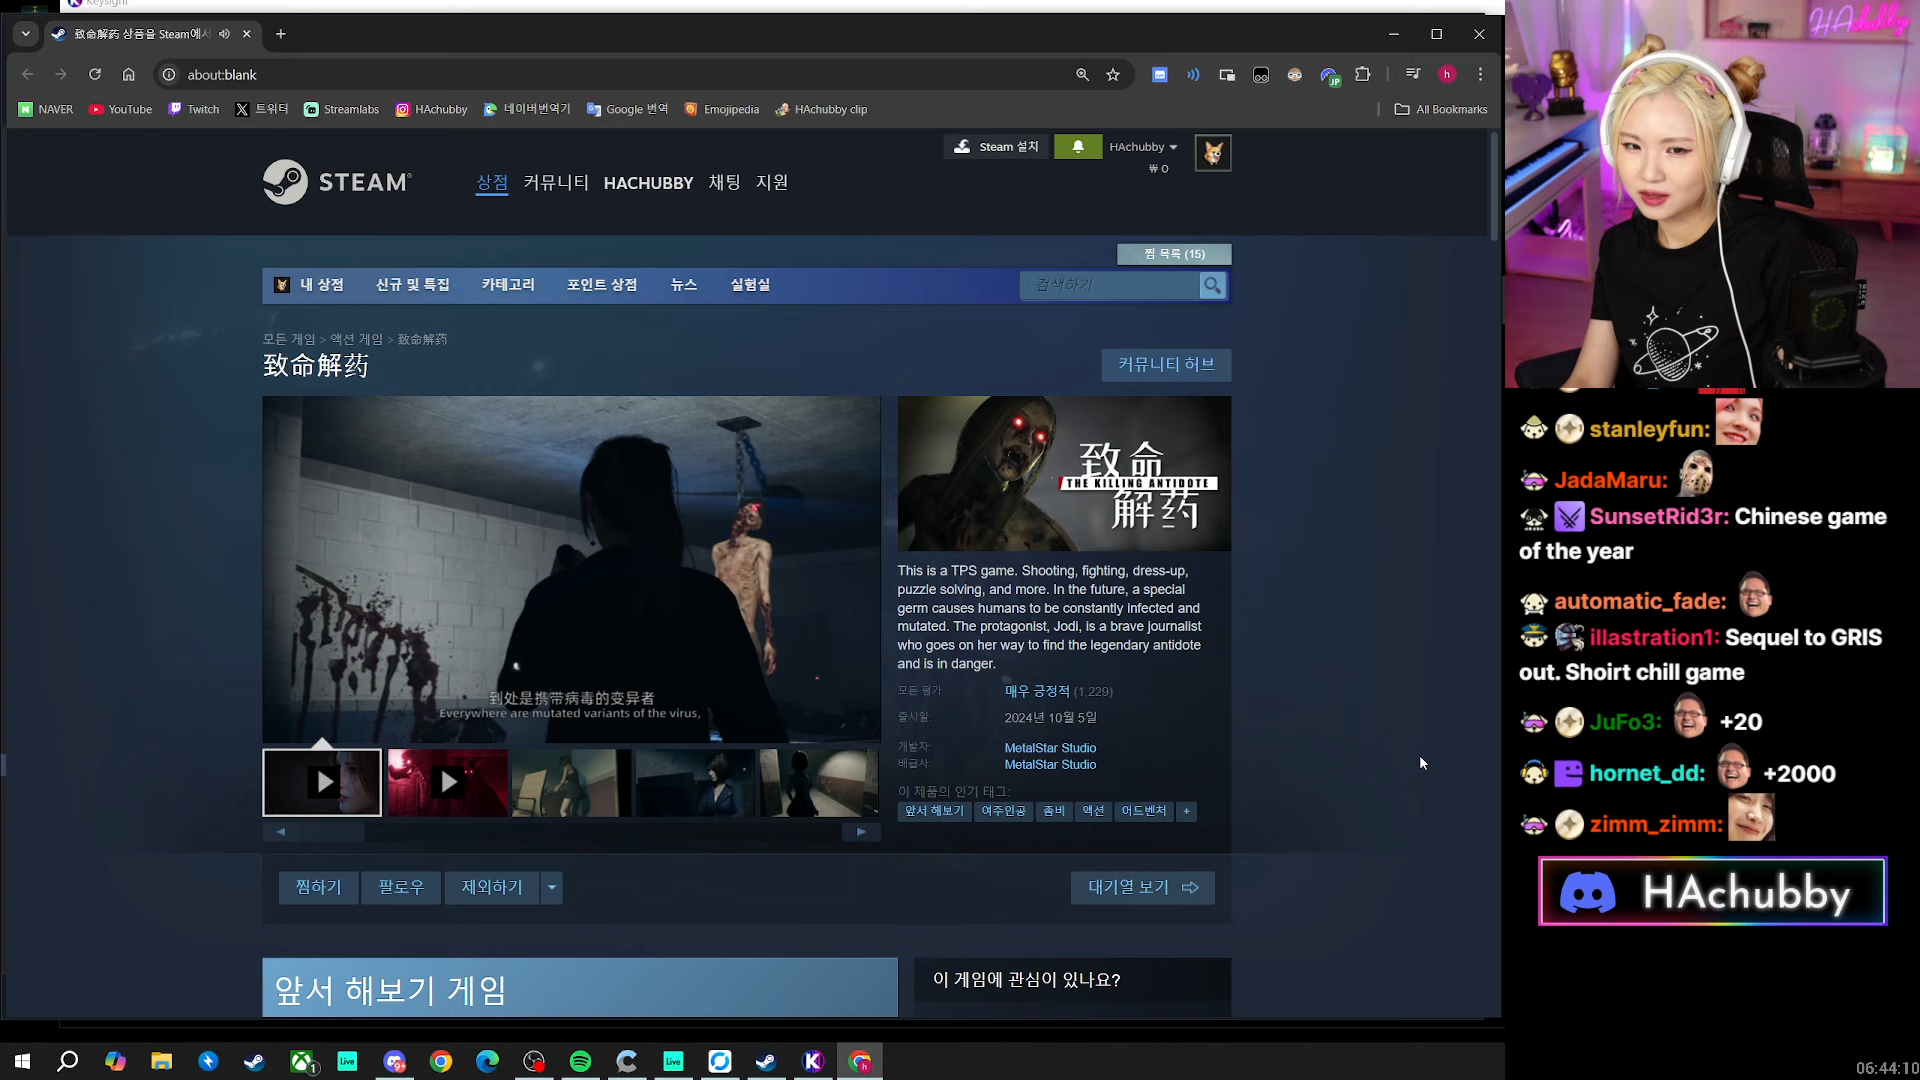 Keysight
致命解药 상품을 Steam에서
about:blank
NAVER
YouTube
Twitch
트위터
Streamlabs
HAchubby
네이버번역기
Google 번역
Emojipedia
HAchubby clip
All Bookmarks
Steam 설치
HAchubby
₩ 0
STEAM
상점
커뮤니티
HACHUBBY
채팅
지원
찜 목록 (15)
내 상점
신규 및 특집
카테고리
포인트 상점
뉴스
실험실
검색하기
모든 게임 > 액션 게임 > 致命解药
致命解药
커뮤니티 허브
致命
THE KILLING ANTIDOTE
解药
到处是携带病毒的变异者
Everywhere are mutated variants of the virus,
This is a TPS game. Shooting, fighting, dress-up,
puzzle solving, and more. In the future, a special
germ causes humans to be constantly infected and
mutated. The protagonist, Jodi, is a brave journalist
who goes on her way to find the legendary antidote
and is in danger.
모든 평가
매우 긍정적 (1,229)
출시일:
2024년 10월 5일
개발자:
MetalStar Studio
배급사:
MetalStar Studio
이 제품의 인기 태그:
앞서 해보기
여주인공
좀비
액션
어드벤처
+
찜하기
팔로우
제외하기
대기열 보기
앞서 해보기 게임
이 게임에 관심이 있나요?
HAchubby
stanleyfun:
JadaMaru:
SunsetRid3r: Chinese game
of the year
automatic_fade:
illastration1: Sequel to GRIS
out. Shoirt chill game
JuFo3: +20
hornet_dd: +2000
zimm_zimm:
HAchubby
Live
Live
06:44:10